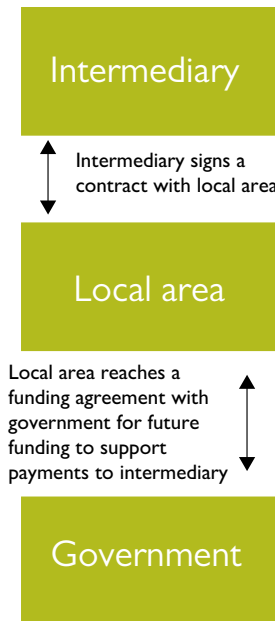 Intermediary
Intermediary signs a
contract with local area
Local area
Local area reaches a
funding agreement with
government for future
funding to support
payments to intermediary
Government